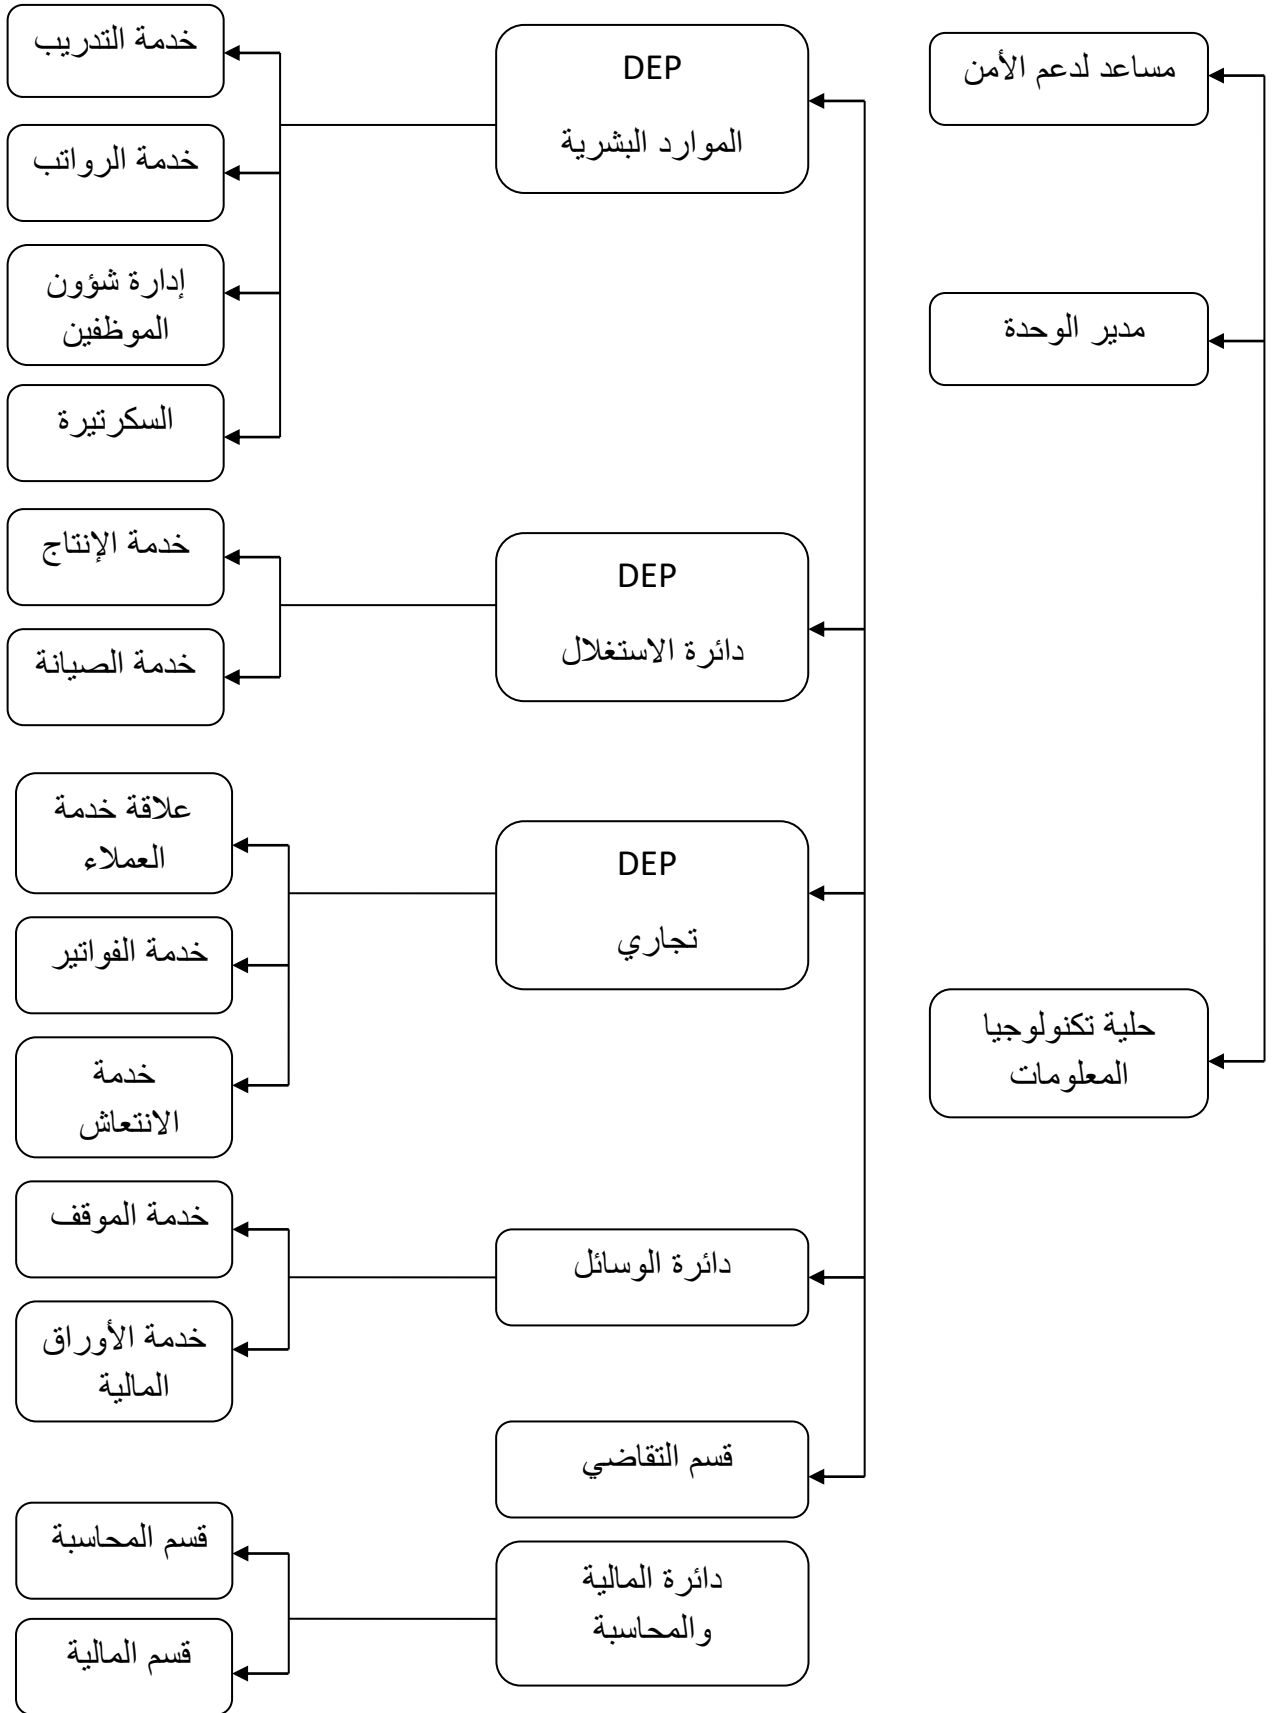 مساعد لدعم الأمن
مدير الوحدة
حلية تكنولوجيا
المعلومات
DEP
الموارد البشرية
خدمة التدريب
خدمة الرواتب
إدارة شؤون
الموظفين
السكرتيرة
DEP
دائرة الاستغلال
خدمة الإنتاج
خدمة الصيانة
DEP
تجاري
علاقة خدمة
العملاء
خدمة الفواتير
خدمة
الانتعاش
دائرة الوسائل
خدمة الموقف
خدمة الأوراق
المالية
قسم التقاضي
دائرة المالية
والمحاسبة
قسم المحاسبة
قسم المالية